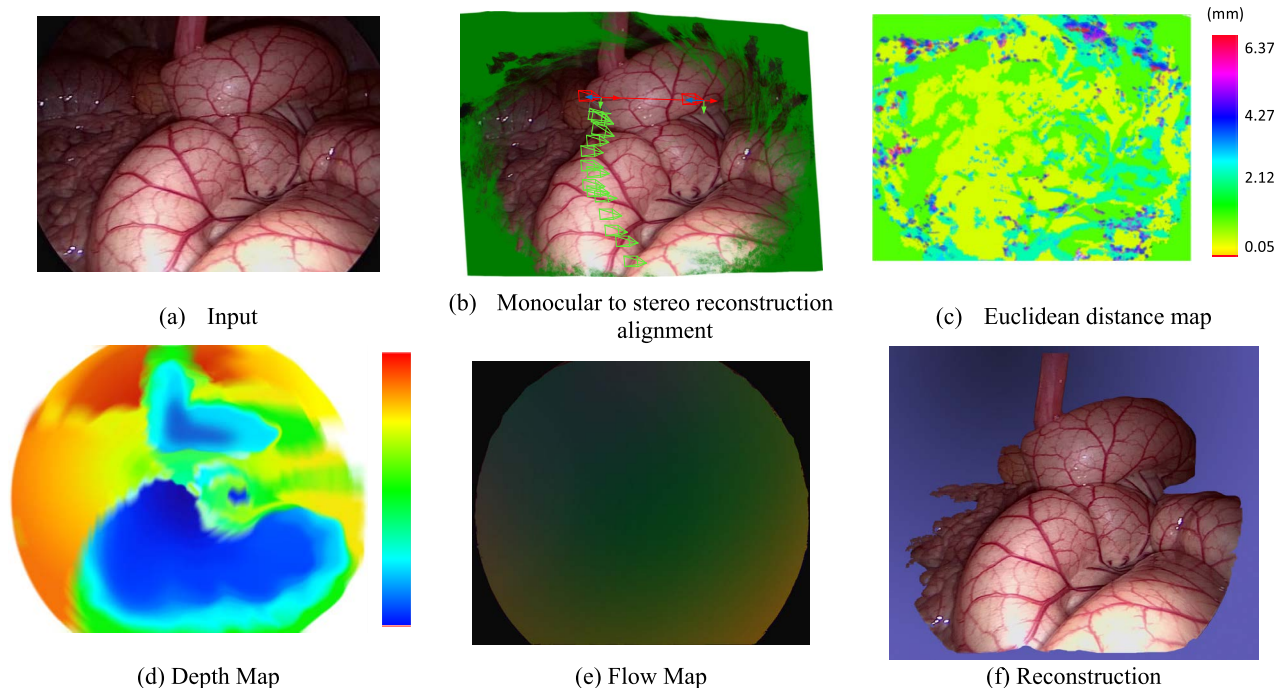 (mm)
6.37
4.27
2.12
0.05
(a) Input
(b) Monocular to stereo reconstruction
alignment
(c) Euclidean distance map
(d) Depth Map
(e) Flow Map
(f) Reconstruction